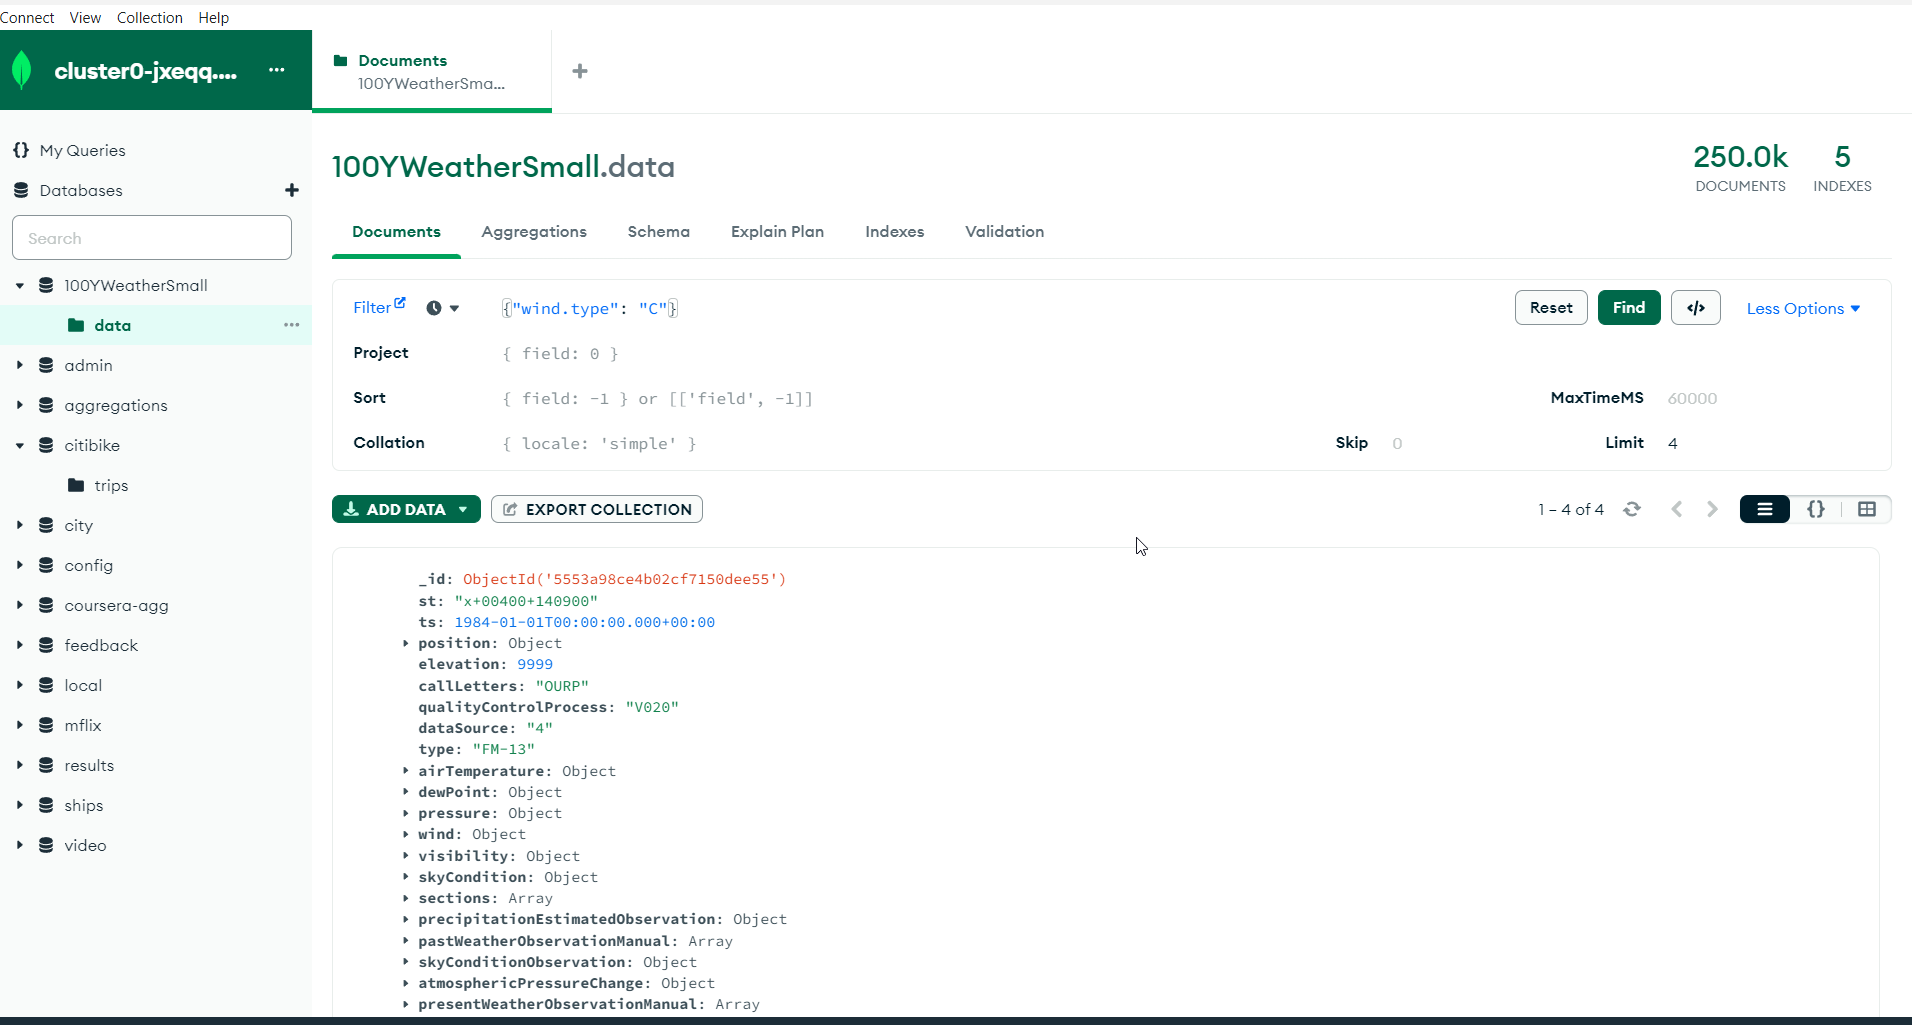 Connect View Collection Help
cluster0-jxeqq....
Documents
100YWeatherSma...
My Queries
Databases
Search
100YWeatherSmall
data
admin
aggregations
citibike
trips
city
config
coursera-agg
feedback
local
mflix
results
ships
video
100YWeatherSmall.data
250.0k
DOCUMENTS
5
INDEXES
Documents Aggregations Schema Explain Plan Indexes Validation
Filter {"wind.type": "C"} Reset Find </> Less Options
Project { field: 0 }
Sort { field: -1 } or [['field', -1]] MaxTimeMS 60000
Collation { locale: 'simple' } Skip 0 Limit 4
ADD DATA EXPORT COLLECTION 1 – 4 of 4 {}
_id: ObjectId('5553a98ce4b02cf7150dee55')
st: "x+00400+140900"
ts: 1984-01-01T00:00:00.000+00:00
position: Object
elevation: 9999
callLetters: "OURP"
qualityControlProcess: "V020"
dataSource: "4"
type: "FM-13"
airTemperature: Object
dewPoint: Object
pressure: Object
wind: Object
visibility: Object
skyCondition: Object
sections: Array
precipitationEstimatedObservation: Object
pastWeatherObservationManual: Array
skyConditionObservation: Object
atmosphericPressureChange: Object
presentWeatherObservationManual: Array